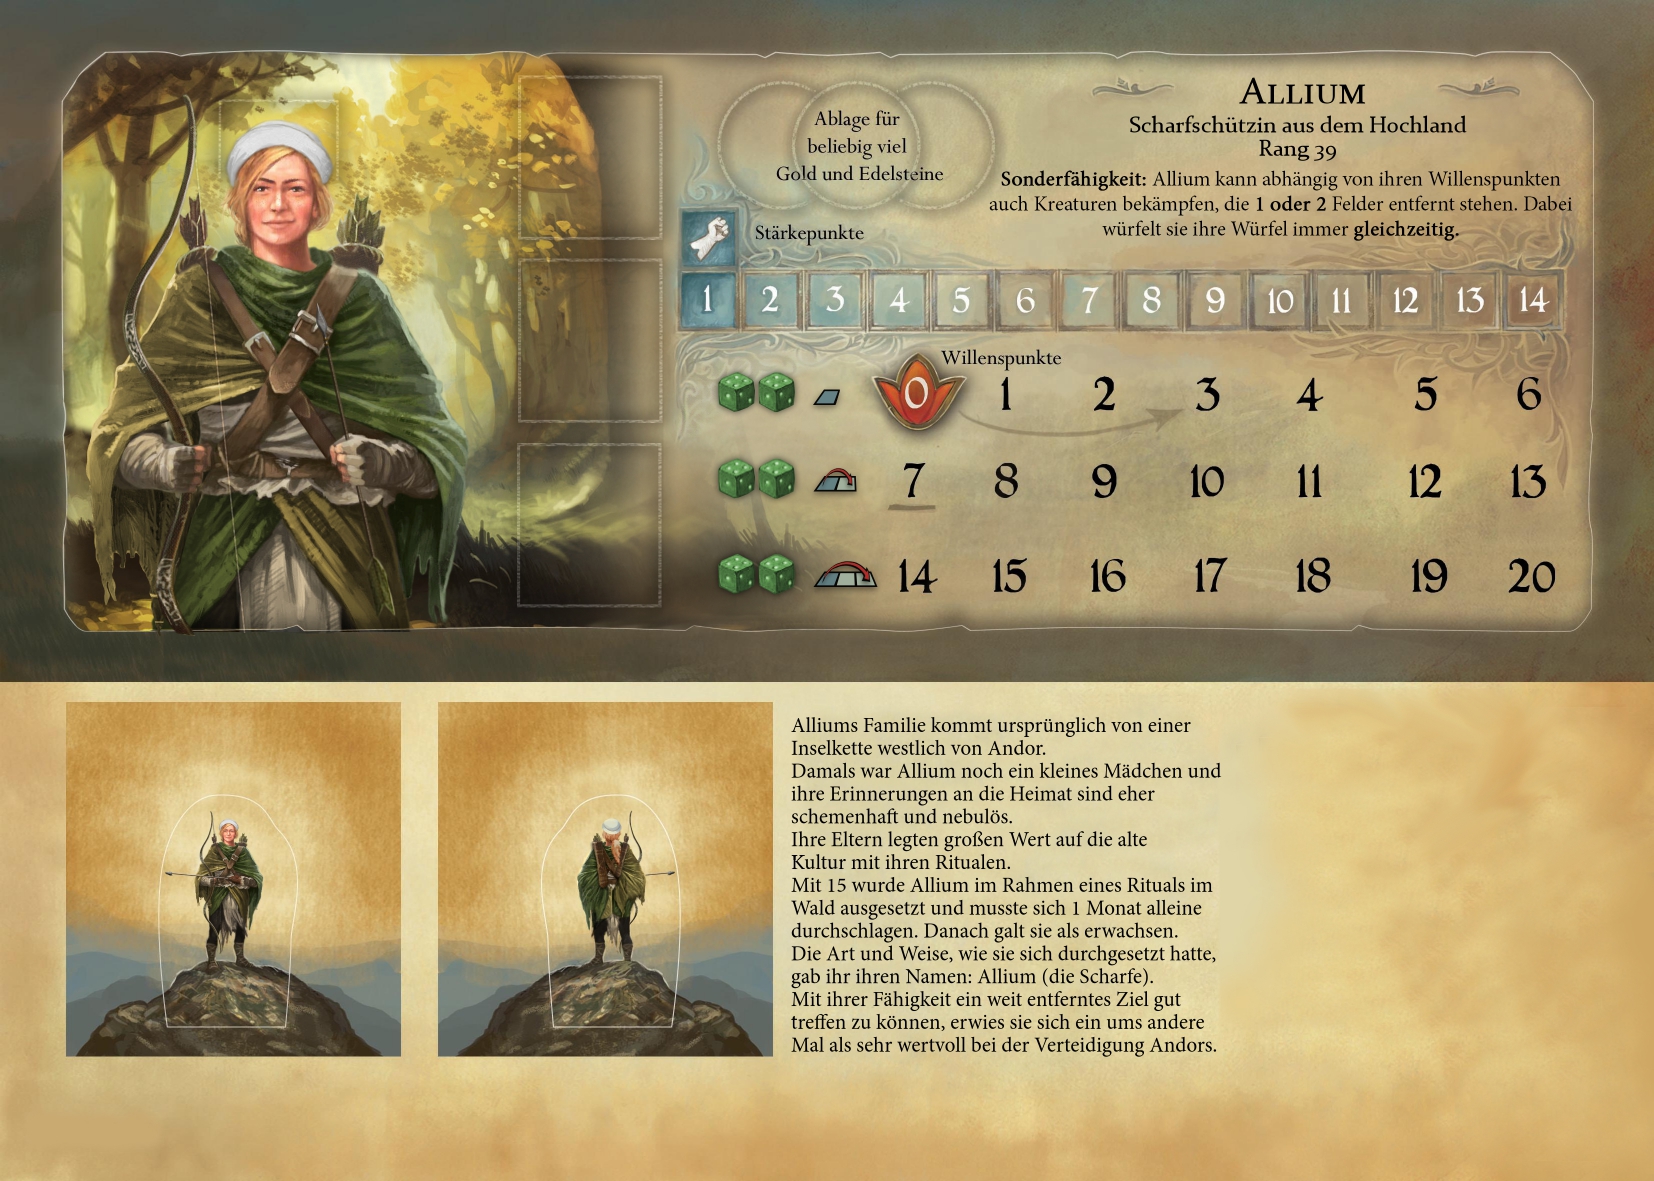 Ablage für
beliebig viel
Gold und Edelsteine
ALLIUM
Scharfschützin aus dem Hochland
Rang 39
Sonderfähigkeit: Allium kann abhängig von ihren Willenspunkten
auch Kreaturen bekämpfen, die 1 oder 2 Felder entfernt stehen. Dabei
würfelt sie ihre Würfel immer gleichzeitig.
Stärkepunkte
1 2 3 4 5 6 7 8 9 10 11 12 13 14
Willenspunkte
0 1 2 3 4 5 6
7 8 9 10 11 12 13
14 15 16 17 18 19 20
Alliums Familie kommt ursprünglich von einer
Inselkette westlich von Andor.
Damals war Allium noch ein kleines Mädchen und
ihre Erinnerungen an die Heimat sind eher
schemenhaft und nebulös.
Ihre Eltern legten großen Wert auf die alte
Kultur mit ihren Ritualen.
Mit 15 wurde Allium im Rahmen eines Rituals im
Wald ausgesetzt und musste sich 1 Monat alleine
durchschlagen. Danach galt sie als erwachsen.
Die Art und Weise, wie sie sich durchgesetzt hatte,
gab ihr ihren Namen: Allium (die Scharfe).
Mit ihrer Fähigkeit ein weit entferntes Ziel gut
treffen zu können, erwies sie sich ein ums andere
Mal als sehr wertvoll bei der Verteidigung Andors.